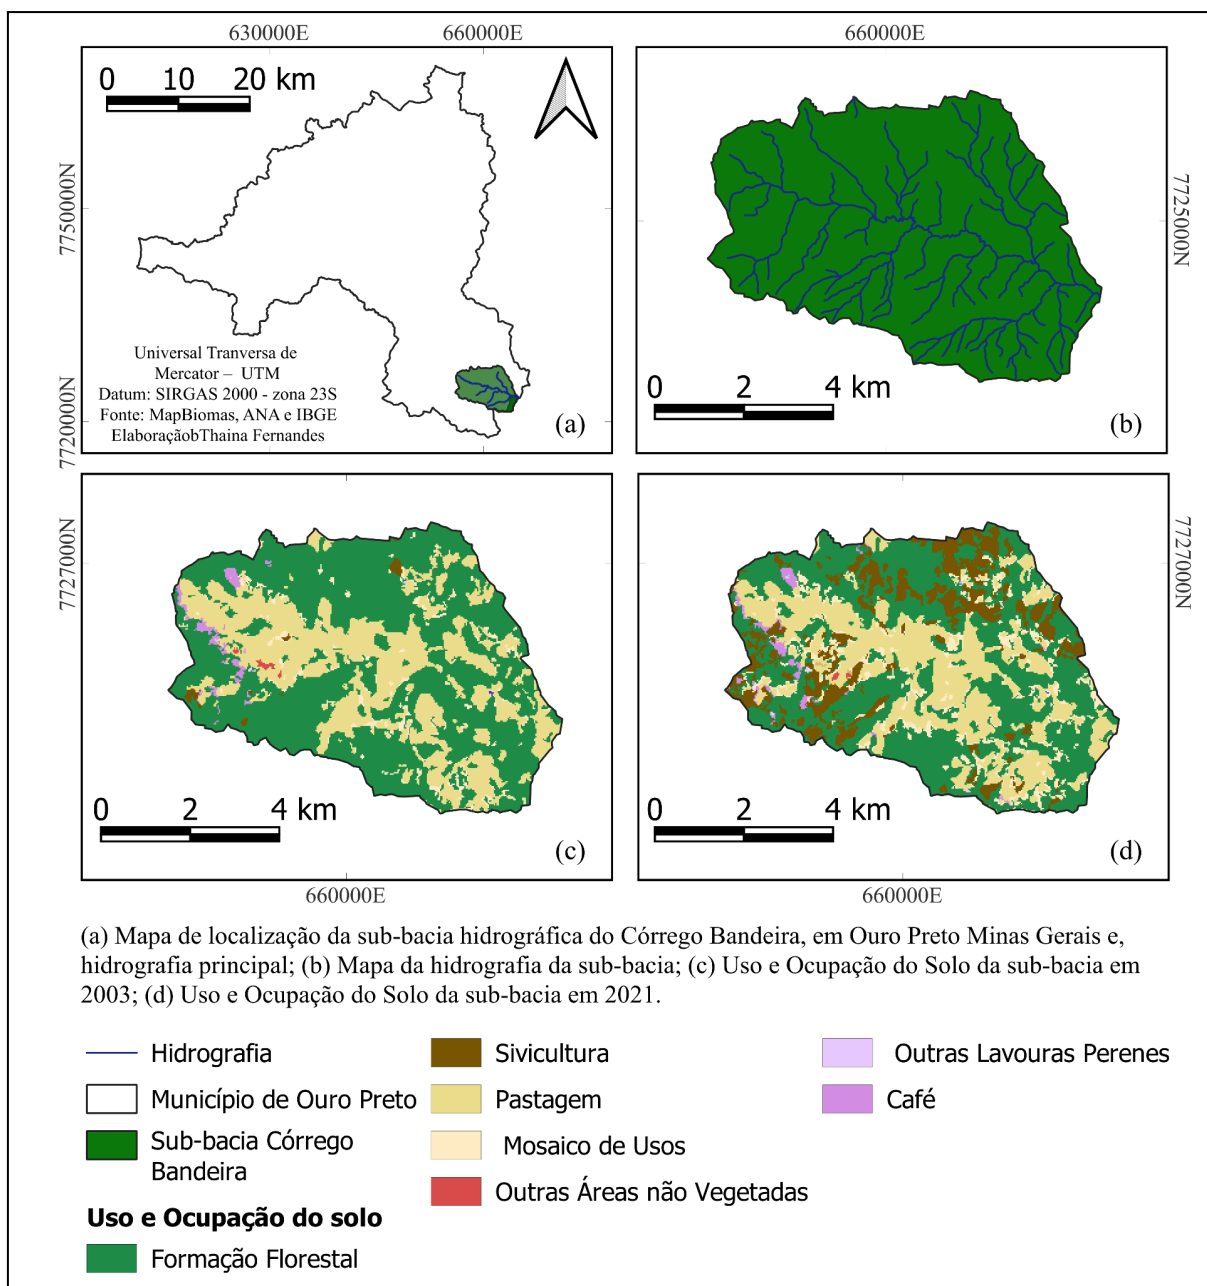 630000E 660000E
660000E
0 10 20 km
7750000N
7720000N
Universal Tranversa de
Mercator – UTM
Datum: SIRGAS 2000 - zona 23S
Fonte: MapBiomas, ANA e IBGE
ElaboraçãobThaina Fernandes
(a)
7725000N
0 2 4 km
(b)
7727000N
0 2 4 km
(c)
660000E
7727000N
0 2 4 km
(d)
660000E
(a) Mapa de localização da sub-bacia hidrográfica do Córrego Bandeira, em Ouro Preto Minas Gerais e,
hidrografia principal; (b) Mapa da hidrografia da sub-bacia; (c) Uso e Ocupação do Solo da sub-bacia em
2003; (d) Uso e Ocupação do Solo da sub-bacia em 2021.
Hidrografia
Município de Ouro Preto
Sub-bacia Córrego
Bandeira
Uso e Ocupação do solo
Formação Florestal
Sivicultura
Pastagem
Mosaico de Usos
Outras Áreas não Vegetadas
Outras Lavouras Perenes
Café